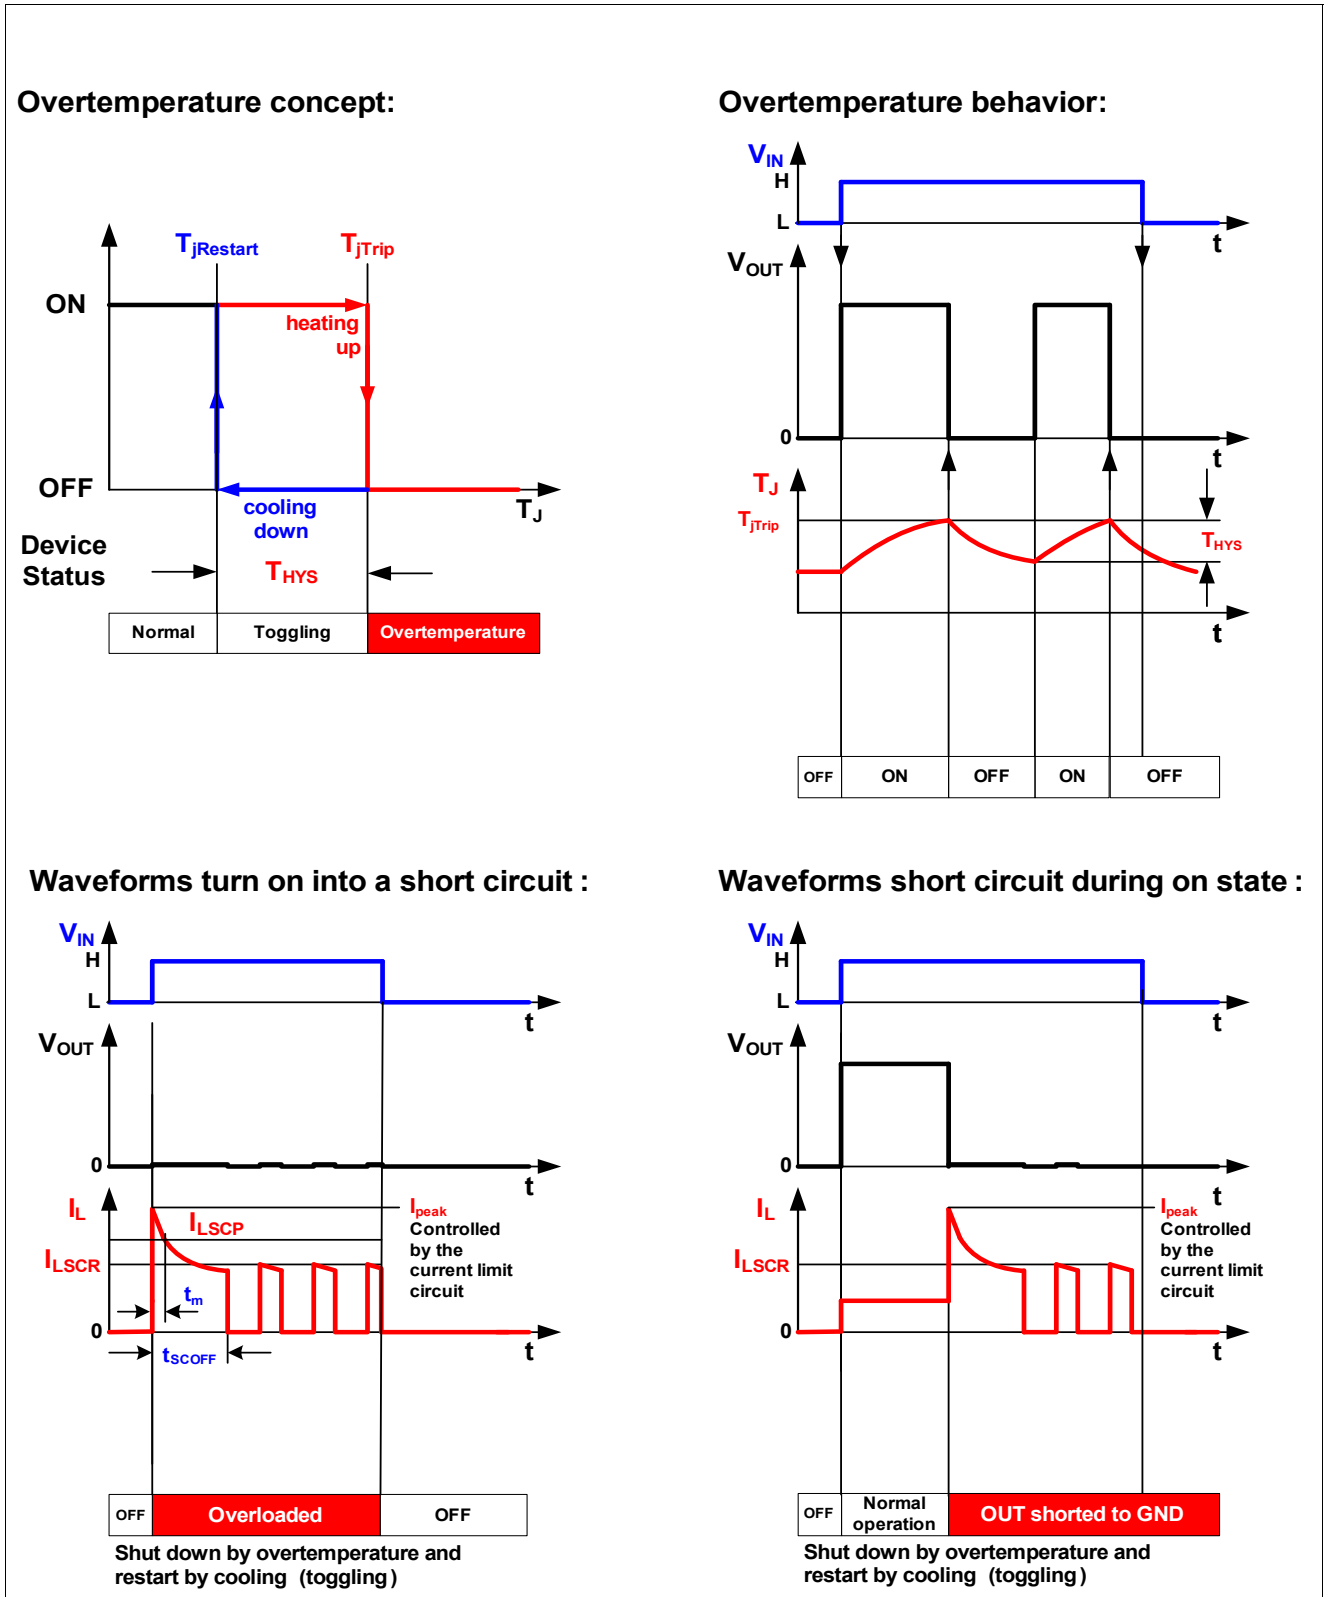 Overtemperature concept:
TjRestart
TjTrip
ON
heating
up
OFF
cooling
down
TJ
Device
Status
THYS
Normal
Toggling
Overtemperature
Overtemperature behavior:
VIN
H
L
t
VOUT
0
t
TJ
TjTrip
THYS
t
OFF
ON
OFF
ON
OFF
Waveforms turn on into a short circuit :
VIN
H
L
t
VOUT
0
t
IL
ILSCP
ILSCR
Ipeak
Controlled
by the
current limit
circuit
tm
0
t
tSCOFF
OFF
Overloaded
OFF
Shut down by overtemperature and
restart by cooling (toggling)
Waveforms short circuit during on state :
VIN
H
L
t
VOUT
0
t
IL
ILSCR
Ipeak
Controlled
by the
current limit
circuit
0
t
OFF
Normal
operation
OUT shorted to GND
Shut down by overtemperature and
restart by cooling (toggling)